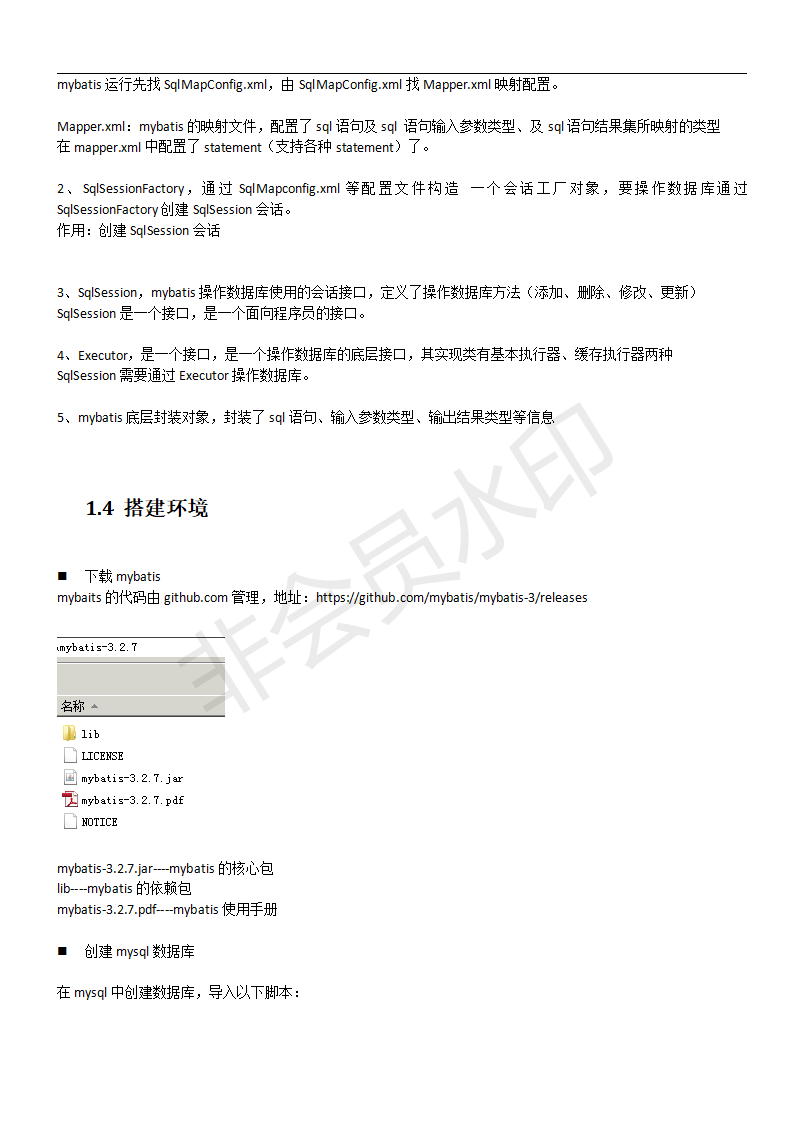 mybatis 运行先找 SqlMapConfig.xml，由 SqlMapConfig.xml 找 Mapper.xml 映射配置。
Mapper.xml：mybatis 的映射文件，配置了 sql 语句及 sql 语句输入参数类型、及 sql 语句结果集所映射的类型
在 mapper.xml 中配置了 statement（支持各种 statement）了。
2、SqlSessionFactory，通过 SqlMapconfig.xml 等配置文件构造 一个会话工厂对象，要操作数据库通过
SqlSessionFactory 创建 SqlSession 会话。
作用：创建 SqlSession 会话
3、SqlSession，mybatis 操作数据库使用的会话接口，定义了操作数据库方法（添加、删除、修改、更新）
SqlSession 是一个接口，是一个面向程序员的接口。
4、Executor，是一个接口，是一个操作数据库的底层接口，其实现类有基本执行器、缓存执行器两种
SqlSession 需要通过 Executor 操作数据库。
5、mybatis 底层封装对象，封装了 sql 语句、输入参数类型、输出结果类型等信息
非会员水印
1.4 搭建环境
■ 下载 mybatis
mybaits 的代码由 github.com 管理，地址：https://github.com/mybatis/mybatis-3/releases
\mybatis-3.2.7
名称
lib
LICENSE
mybatis-3.2.7.jar
mybatis-3.2.7.pdf
NOTICE
mybatis-3.2.7.jar----mybatis 的核心包
lib----mybatis 的依赖包
mybatis-3.2.7.pdf----mybatis 使用手册
■ 创建 mysql 数据库
在 mysql 中创建数据库，导入以下脚本：